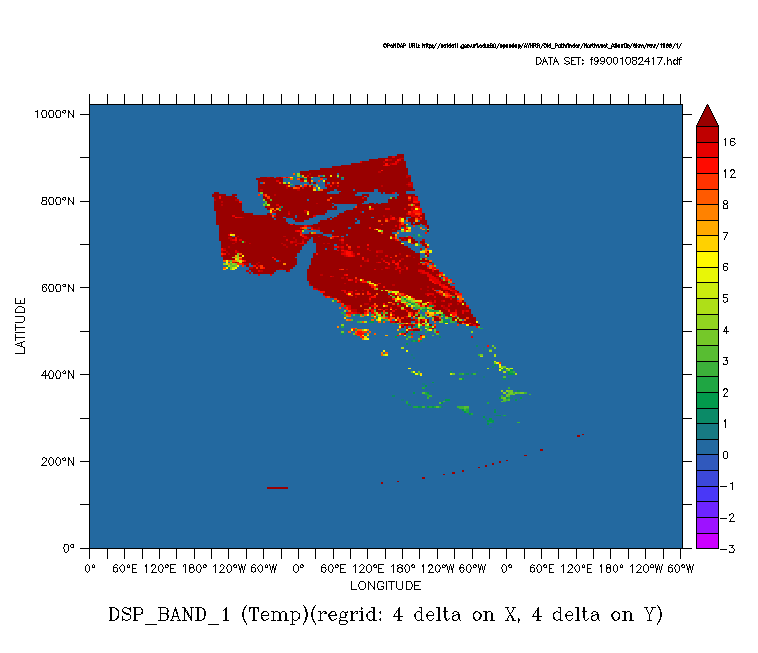 DATA SET: f99001082417.hdf
1000°N
800°N
600°N
400°N
200°N
0°
LATITUDE
0° 60°E 120°E 120°W 60°W 0° 60°E 120°E 180° 120°W 60°W 0° 60°E 120°E 120°W 60°W
LONGITUDE
16
12
8
7
6
5
4
3
2
1
0
-1
-2
-3
DSP_BAND_1 (Temp)(regrid: 4 delta on X, 4 delta on Y)